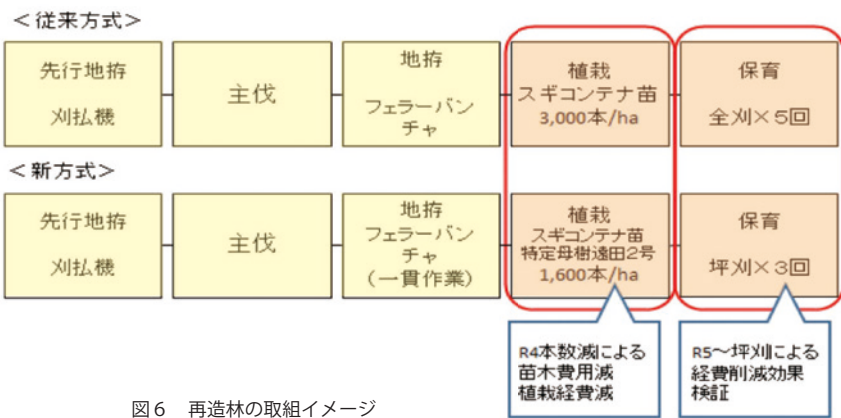 ＜従来方式＞
先行地拵
刈払機
主伐
地拵
フェラーバン
チャ
植栽
スギコンテナ苗
3,000本/ha
保育
全刈×5回
＜新方式＞
先行地拵
刈払機
主伐
地拵
フェラーバン
チャ
(一貫作業)
植栽
スギコンテナ苗
特定母樹遠田2号
1,600本/ha
保育
坪刈×3回
R4本数減による
苗木費用減
植栽経費減
R5～坪刈による
経費削減効果
検証
図6　再造林の取組イメージ